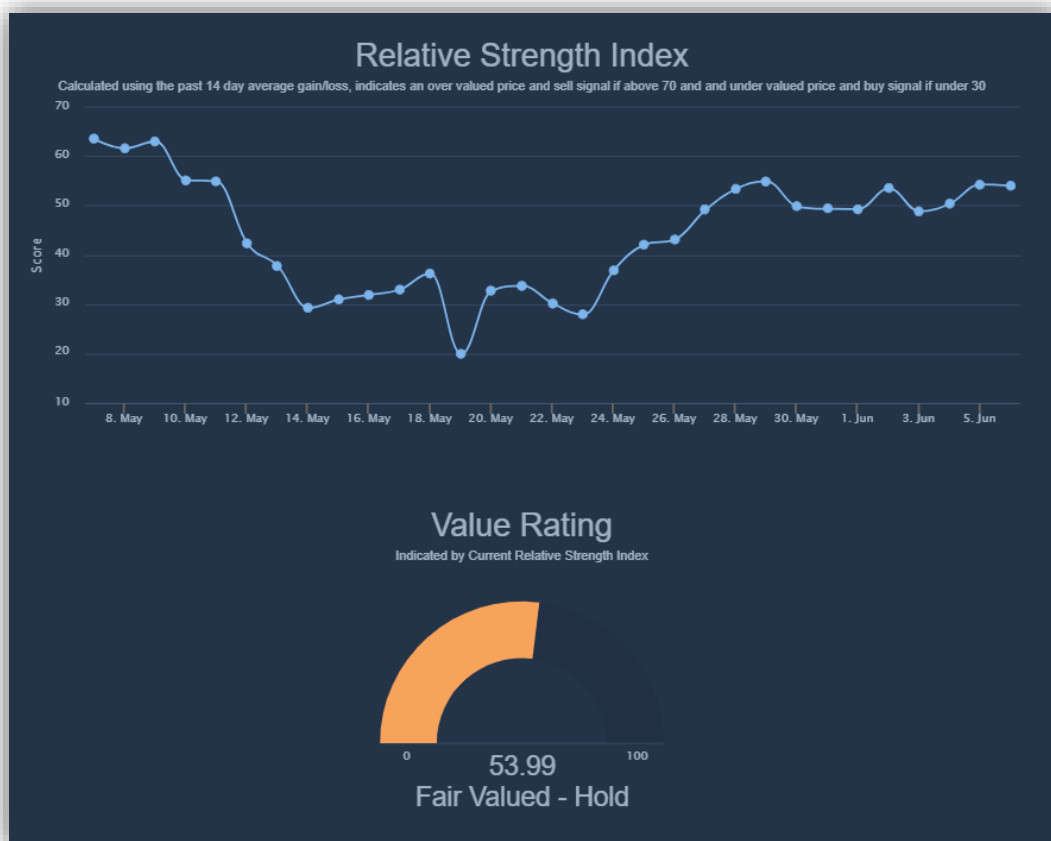 Relative Strength Index
Calculated using the past 14 day average gain/loss, indicates an over valued price and sell signal if above 70 and and under valued price and buy signal if under 30
70
60
50
40
30
20
10
Score
8. May 10. May 12. May 14. May 16. May 18. May 20. May 22. May 24. May 26. May 28. May 30. May 1. Jun 3. Jun 5. Jun
Value Rating
Indicated by Current Relative Strength Index
0 100
53.99
Fair Valued - Hold